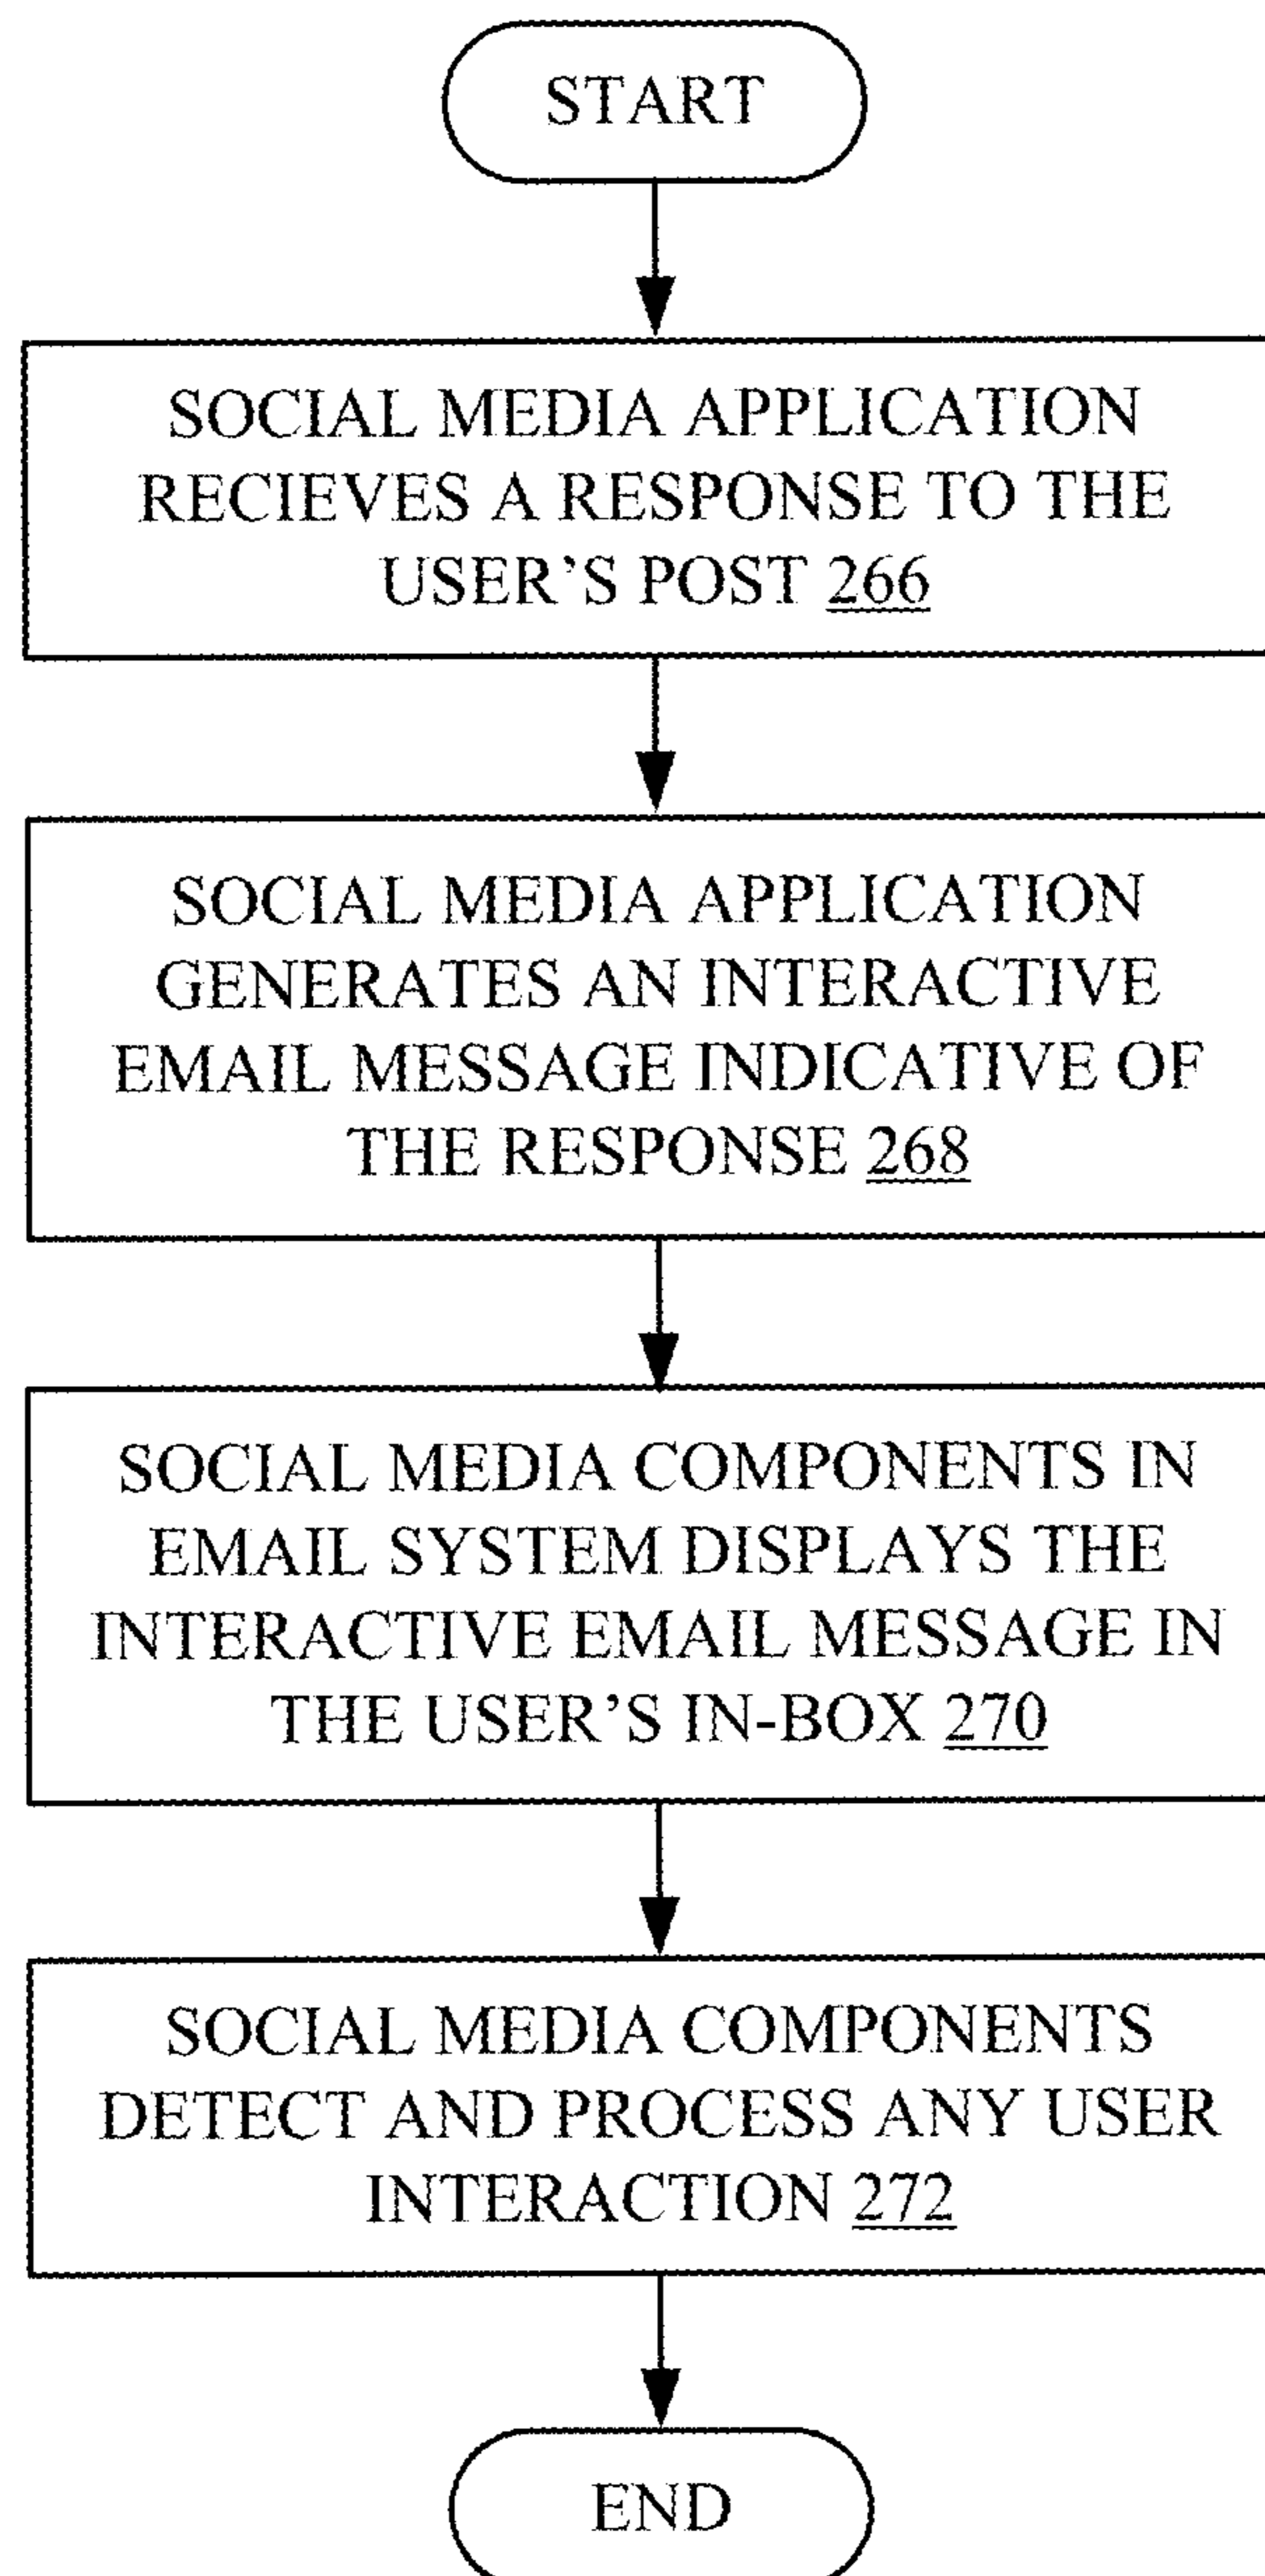 START
SOCIAL MEDIA APPLICATION
RECIEVES A RESPONSE TO THE
USER’S POST 266
SOCIAL MEDIA APPLICATION
GENERATES AN INTERACTIVE
EMAIL MESSAGE INDICATIVE OF
THE RESPONSE 268
SOCIAL MEDIA COMPONENTS IN
EMAIL SYSTEM DISPLAYS THE
INTERACTIVE EMAIL MESSAGE IN
THE USER’S IN-BOX 270
SOCIAL MEDIA COMPONENTS
DETECT AND PROCESS ANY USER
INTERACTION 272
END